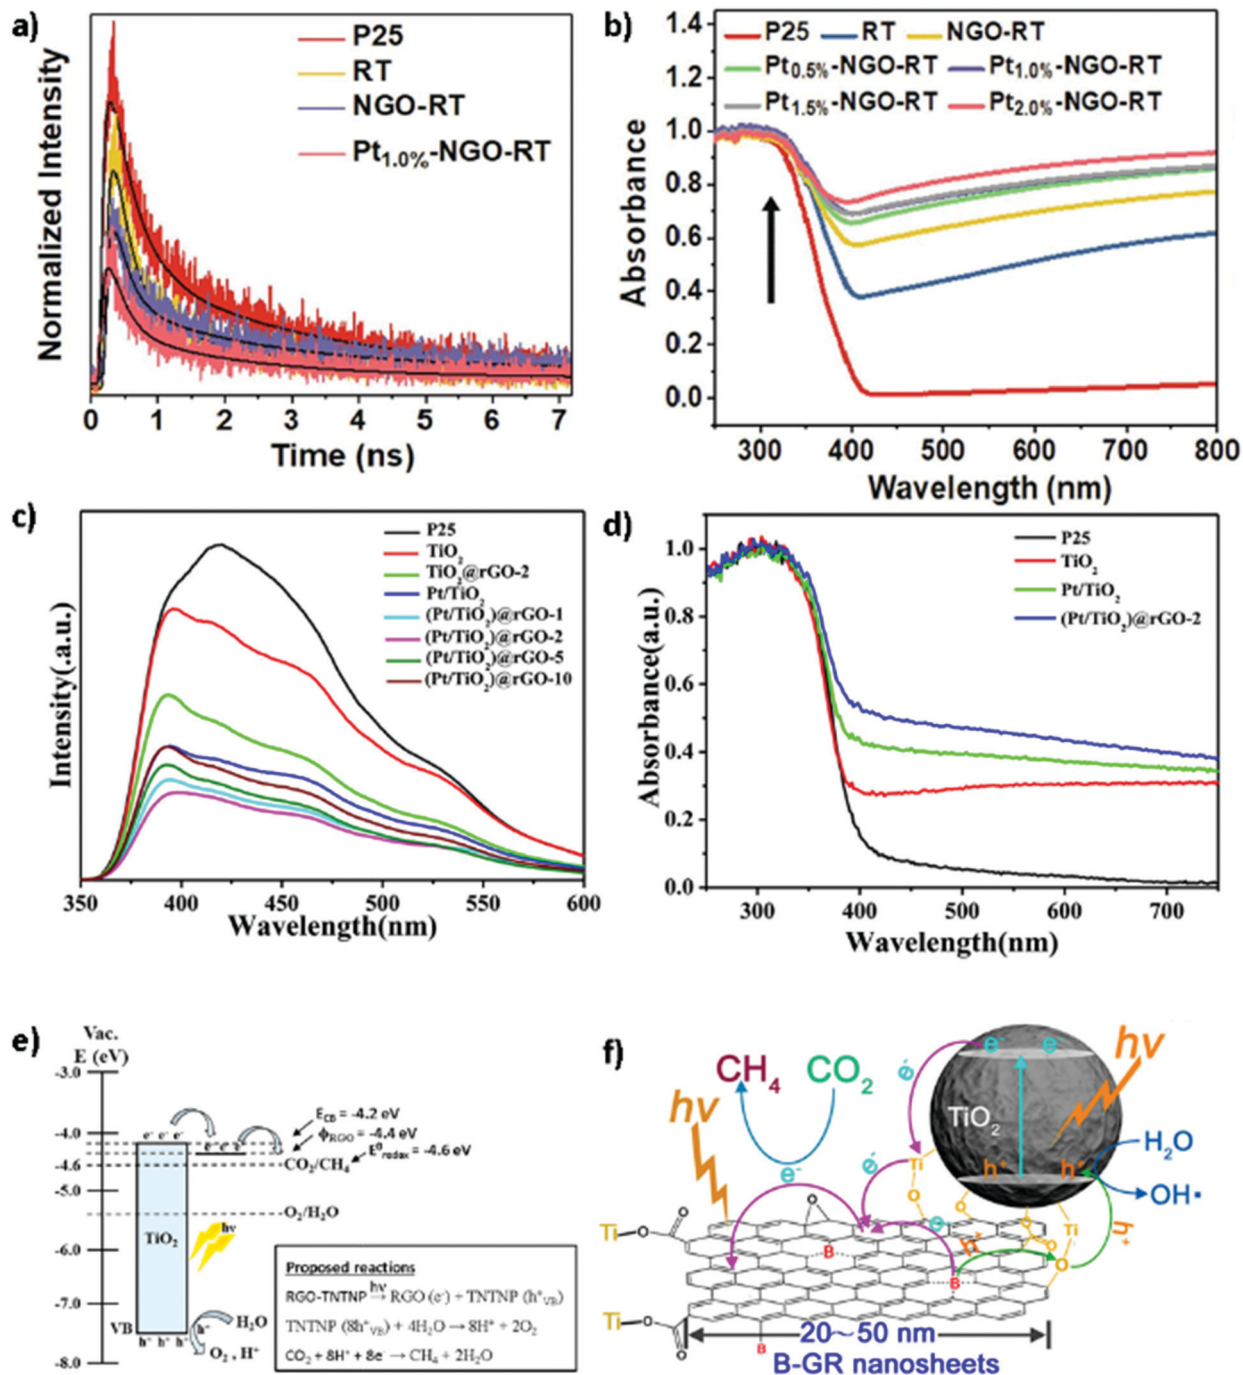 a)
P25
RT
NGO-RT
Pt1.0%-NGO-RT
Normalized Intensity
0 1 2 3 4 5 6 7
Time (ns)
b)
P25 RT NGO-RT
Pt0.5%-NGO-RT Pt1.0%-NGO-RT
Pt1.5%-NGO-RT Pt2.0%-NGO-RT
Absorbance
1.4
1.2
1.0
0.8
0.6
0.4
0.2
0.0
300 400 500 600 700 800
Wavelength (nm)
c)
P25
TiO2
TiO2@rGO-2
Pt/TiO2
(Pt/TiO2)@rGO-1
(Pt/TiO2)@rGO-2
(Pt/TiO2)@rGO-5
(Pt/TiO2)@rGO-10
Intensity(.a.u.)
350 400 450 500 550 600
Wavelength(nm)
d)
P25
TiO2
Pt/TiO2
(Pt/TiO2)@rGO-2
Absorbance(a.u.)
1.0
0.8
0.6
0.4
0.2
0.0
300 400 500 600 700
Wavelength(nm)
e)
Vac.
E (eV)
-3.0
-4.0
-4.6
-5.0
-6.0
-7.0
-8.0
e- e- e-
e- e- e-
ECB = -4.2 eV
ϕRGO = -4.4 eV
E0redox = -4.6 eV
CO2/CH4
O2/H2O
TiO2
hν
VB
h+ h+ h+
h+
H2O
O2 , H+
Proposed reactions
RGO-TNTNP hν→ RGO (e-) + TNTNP (h+VB)
TNTNP (8h+VB) + 4H2O → 8H+ + 2O2
CO2 + 8H+ + 8e- → CH4 + 2H2O
f)
CH4 CO2
hν
hν
e-
e-
e
TiO2
h+ h+
H2O
OH•
e-
e-
e
Ti
O
O
O
Ti
O
h+
h+
B
B
B
Ti
O
O
O
Ti
O
O
20~50 nm
B-GR nanosheets